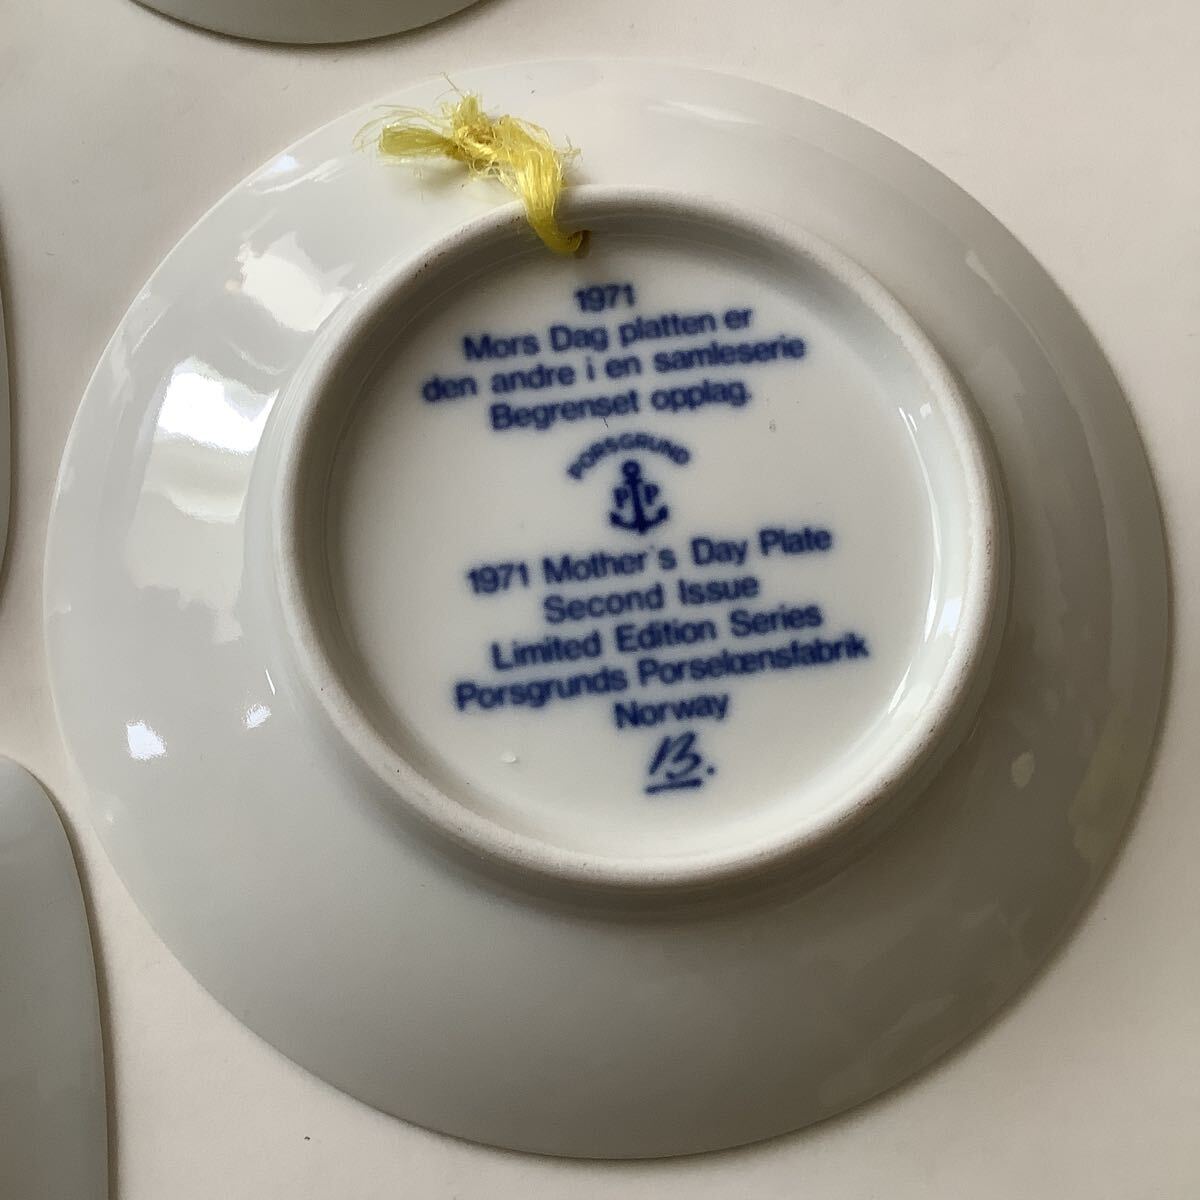 1971
Mors Dag platten er
den andre i en samleserie
Begrenset opplag.
PORSGRUND
P P
1971 Mother's Day Plate
Second Issue
Limited Edition Series
Porsgrunds Porselænsfabrik
Norway
13.